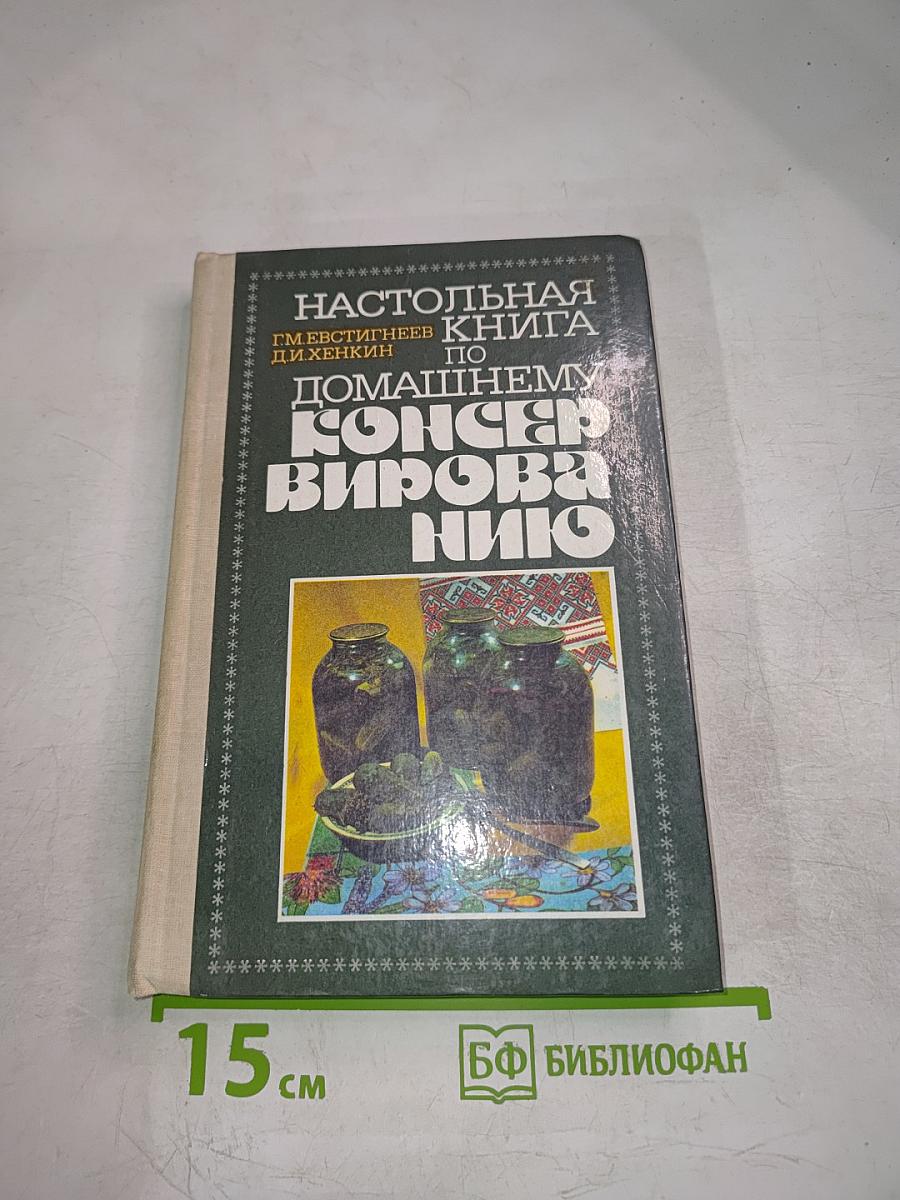 НАСТОЛЬНАЯ
Г.М.ЕВСТИГНЕЕВ КНИГА
Д.И.ХЕНКИН ПО
ДОМАШНЕМУ
КОНСЕР
ВИРОВА
НИЮ
15 см
БФ БИБЛИОФАН